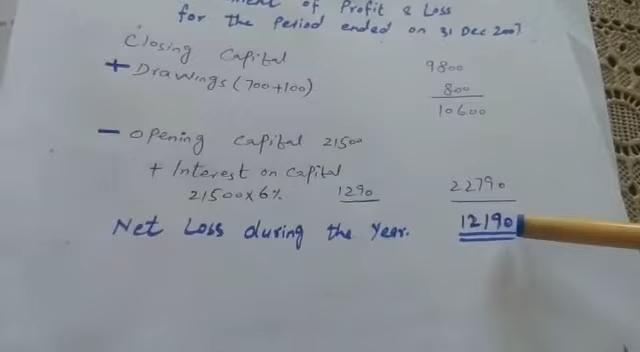 of Profit & Loss
for the Period ended on 31 Dec 2007
Closing Capital 9800
+ Drawings (700+100) 800
10600
- Opening Capital 21500
+ Interest on Capital
21500 x 6% 1290 22790
Net Loss during the Year. 12190